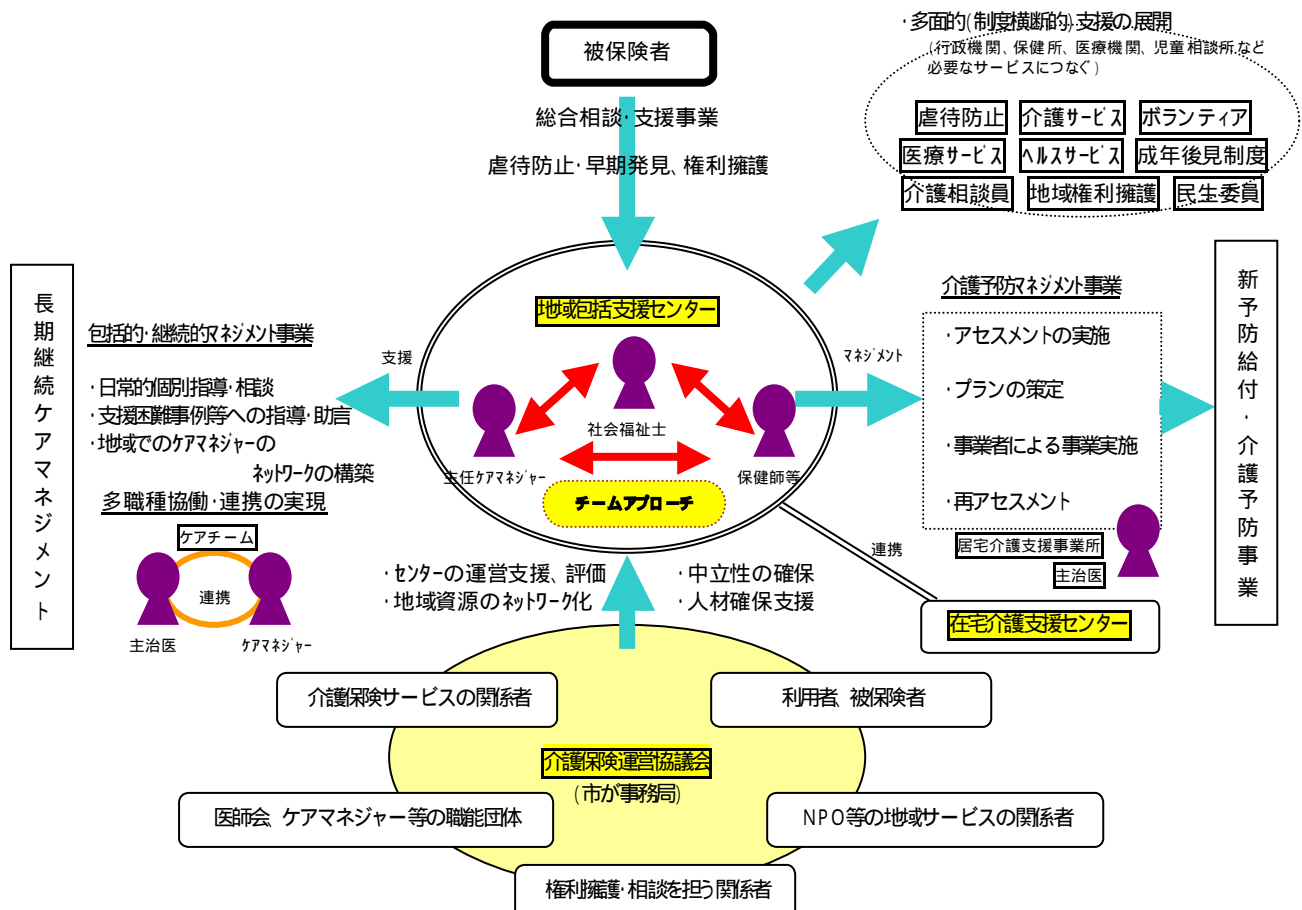 ・多面的(制度横断的)支援の展開
(行政機関、保健所、医療機関、児童相談所など
必要なサービスにつなぐ)
虐待防止 介護サービス ボランティア
医療サービス ヘルスサービス 成年後見制度
介護相談員 地域権利擁護 民生委員
被保険者
総合相談・支援事業
虐待防止・早期発見、権利擁護
長期継続ケアマネジメント
包括的・継続的マネジメント事業
・日常的個別指導・相談
・支援困難事例等への指導・助言
・地域でのケアマネジャーの
ネットワークの構築
多職種協働・連携の実現
ケアチーム
連携
主治医 ケアマネジャー
支援
地域包括支援センター
社会福祉士
主任ケアマネジャー
保健師等
チームアプローチ
マネジメント
介護予防マネジメント事業
・アセスメントの実施
・プランの策定
・事業者による事業実施
・再アセスメント
居宅介護支援事業所
主治医
新予防給付・介護予防事業
連携
在宅介護支援センター
・センターの運営支援、評価 ・中立性の確保
・地域資源のネットワーク化 ・人材確保支援
介護保険サービスの関係者
利用者、被保険者
介護保険運営協議会
(市が事務局)
医師会、ケアマネジャー等の職能団体
NPO等の地域サービスの関係者
権利擁護・相談を担う関係者